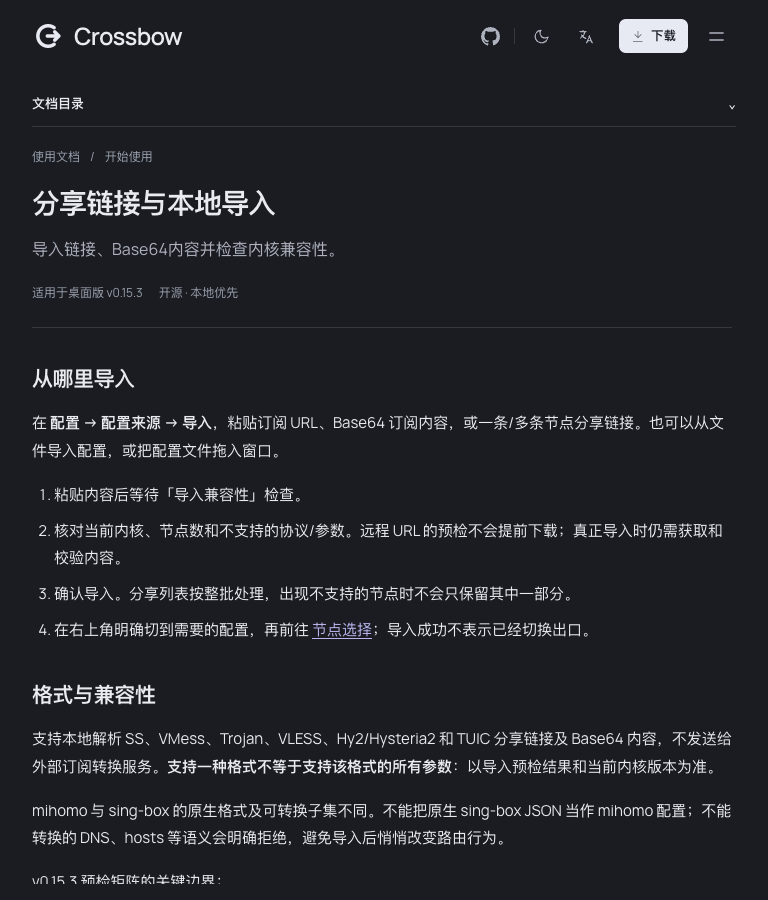 Crossbow
下载
文档目录
使用文档 / 开始使用
分享链接与本地导入
导入链接、Base64内容并检查内核兼容性。
适用于桌面版 v0.15.3 开源 · 本地优先
从哪里导入
在 配置 → 配置来源 → 导入，粘贴订阅 URL、Base64 订阅内容，或一条/多条节点分享链接。也可以从文
件导入配置，或把配置文件拖入窗口。
1. 粘贴内容后等待「导入兼容性」检查。
2. 核对当前内核、节点数和不支持的协议/参数。远程 URL 的预检不会提前下载；真正导入时仍需获取和
校验内容。
3. 确认导入。分享列表按整批处理，出现不支持的节点时不会只保留其中一部分。
4. 在右上角明确切到需要的配置，再前往 节点选择；导入成功不表示已经切换出口。
格式与兼容性
支持本地解析 SS、VMess、Trojan、VLESS、Hy2/Hysteria2 和 TUIC 分享链接及 Base64 内容，不发送给
外部订阅转换服务。支持一种格式不等于支持该格式的所有参数：以导入预检结果和当前内核版本为准。
mihomo 与 sing-box 的原生格式及可转换子集不同。不能把原生 sing-box JSON 当作 mihomo 配置；不能
转换的 DNS、hosts 等语义会明确拒绝，避免导入后悄悄改变路由行为。
v0.15.3 预检矩阵的关键边界：